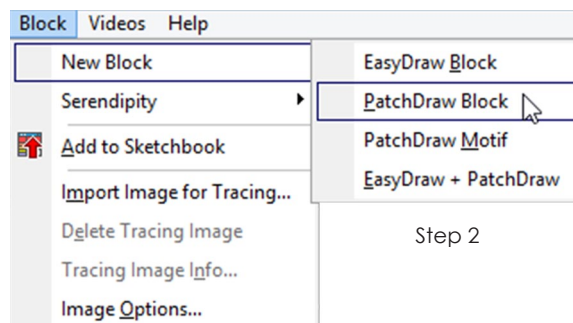 Block Videos Help
New Block
Serendipity
Add to Sketchbook
Import Image for Tracing...
Delete Tracing Image
Tracing Image Info...
Image Options...
EasyDraw Block
PatchDraw Block
PatchDraw Motif
EasyDraw + PatchDraw
Step 2